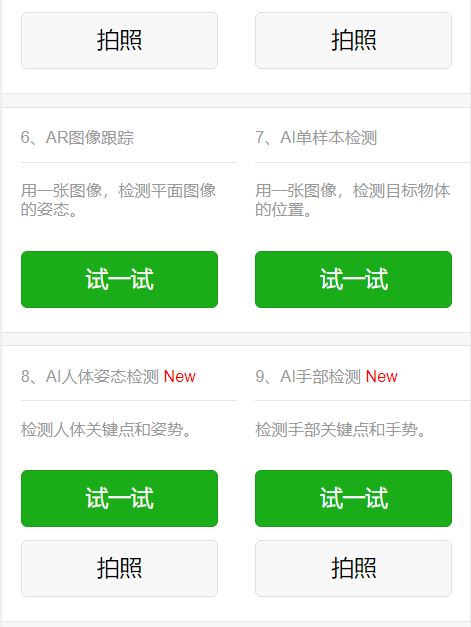 拍照
拍照
6、AR图像跟踪
用一张图像，检测平面图像
的姿态。
试一试
7、AI单样本检测
用一张图像，检测目标物体
的位置。
试一试
8、AI人体姿态检测 New
检测人体关键点和姿势。
试一试
拍照
9、AI手部检测 New
检测手部关键点和手势。
试一试
拍照